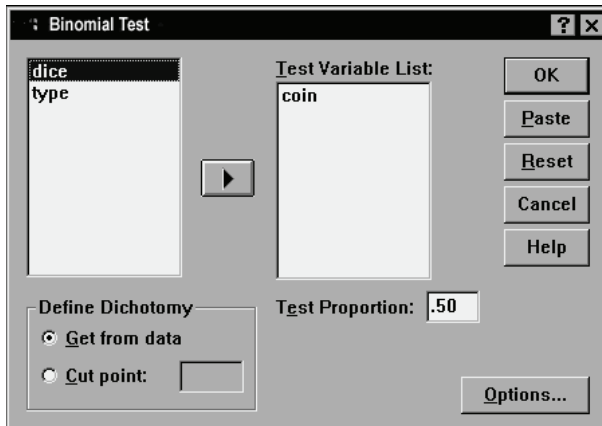 Binomial Test
dice
type
Test Variable List:
coin
OK
Paste
Reset
Cancel
Help
Define Dichotomy
Get from data
Cut point:
Test Proportion: .50
Options...